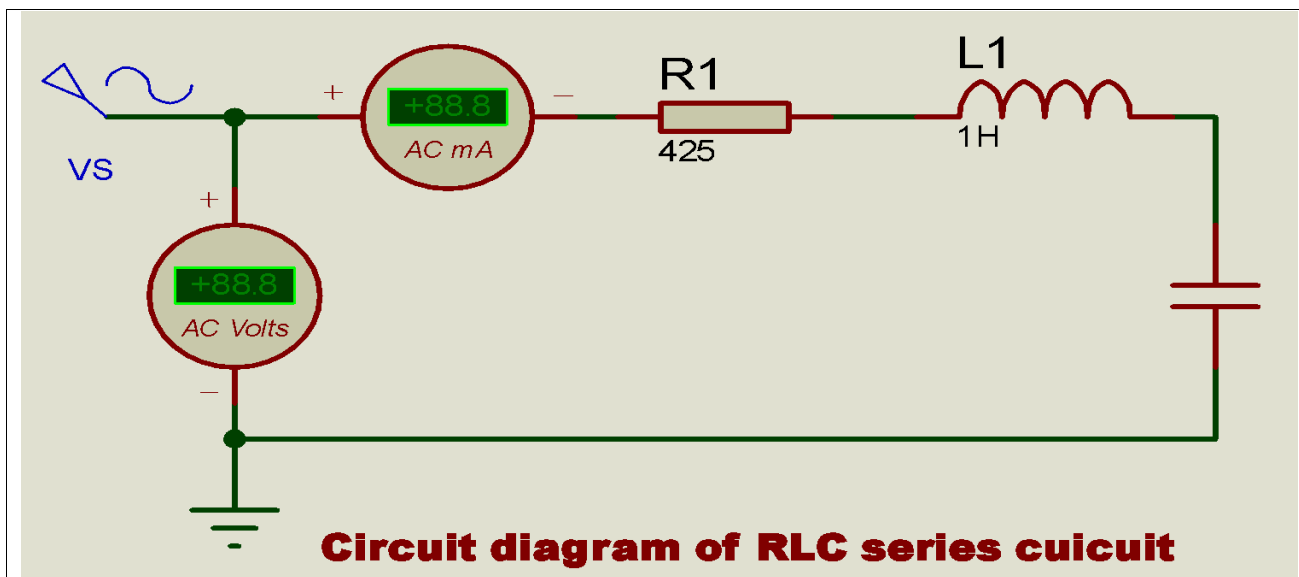 VS
+
+88.8
AC mA
−
R1
425
L1
1H
+
+88.8
AC Volts
−
Circuit diagram of RLC series cuicuit